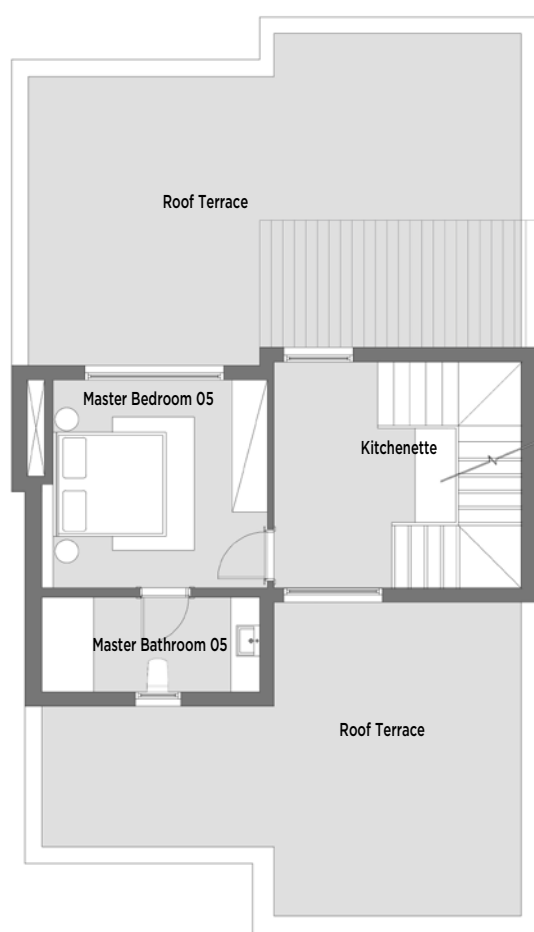 Roof Terrace
Master Bedroom 05
Kitchenette
Master Bathroom 05
Roof Terrace